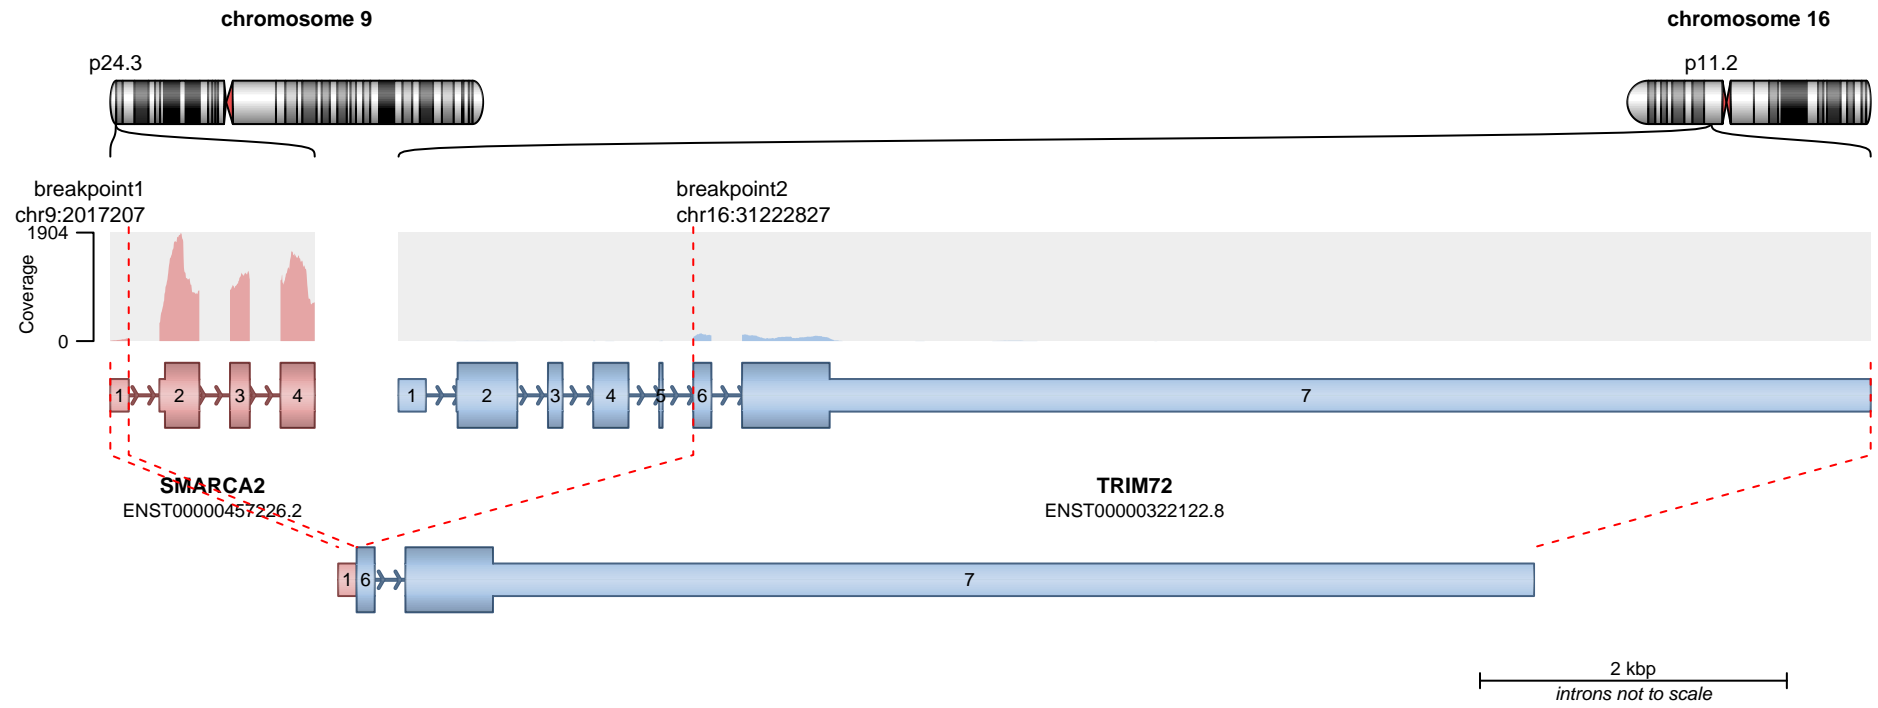 chromosome 9
chromosome 16
p24.3
p11.2
breakpoint1
chr9:2017207
breakpoint2
chr16:31222827
1904
Coverage
0
1 2 3 4
1 2 3 4 5 6 7
SMARCA2
ENST00000457226.2
TRIM72
ENST00000322122.8
1 6 7
2 kbp
introns not to scale